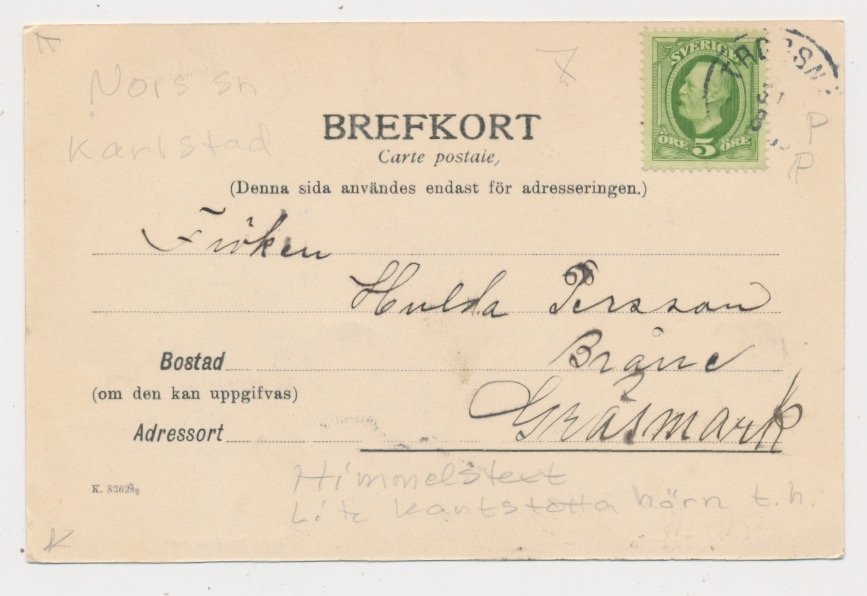 Nors sn
Karlstad
BREFKORT
Carte postale,
(Denna sida användes endast för adresseringen.)
SVERIGE
ÖRE 5 ÖRE
P
P
Fröken
Hulda Persson
Bråne
Gräsmark
Bostad
(om den kan uppgifvas)
Adressort
K. 8362
Himmelstext
Lite kantstötta hörn t.h.